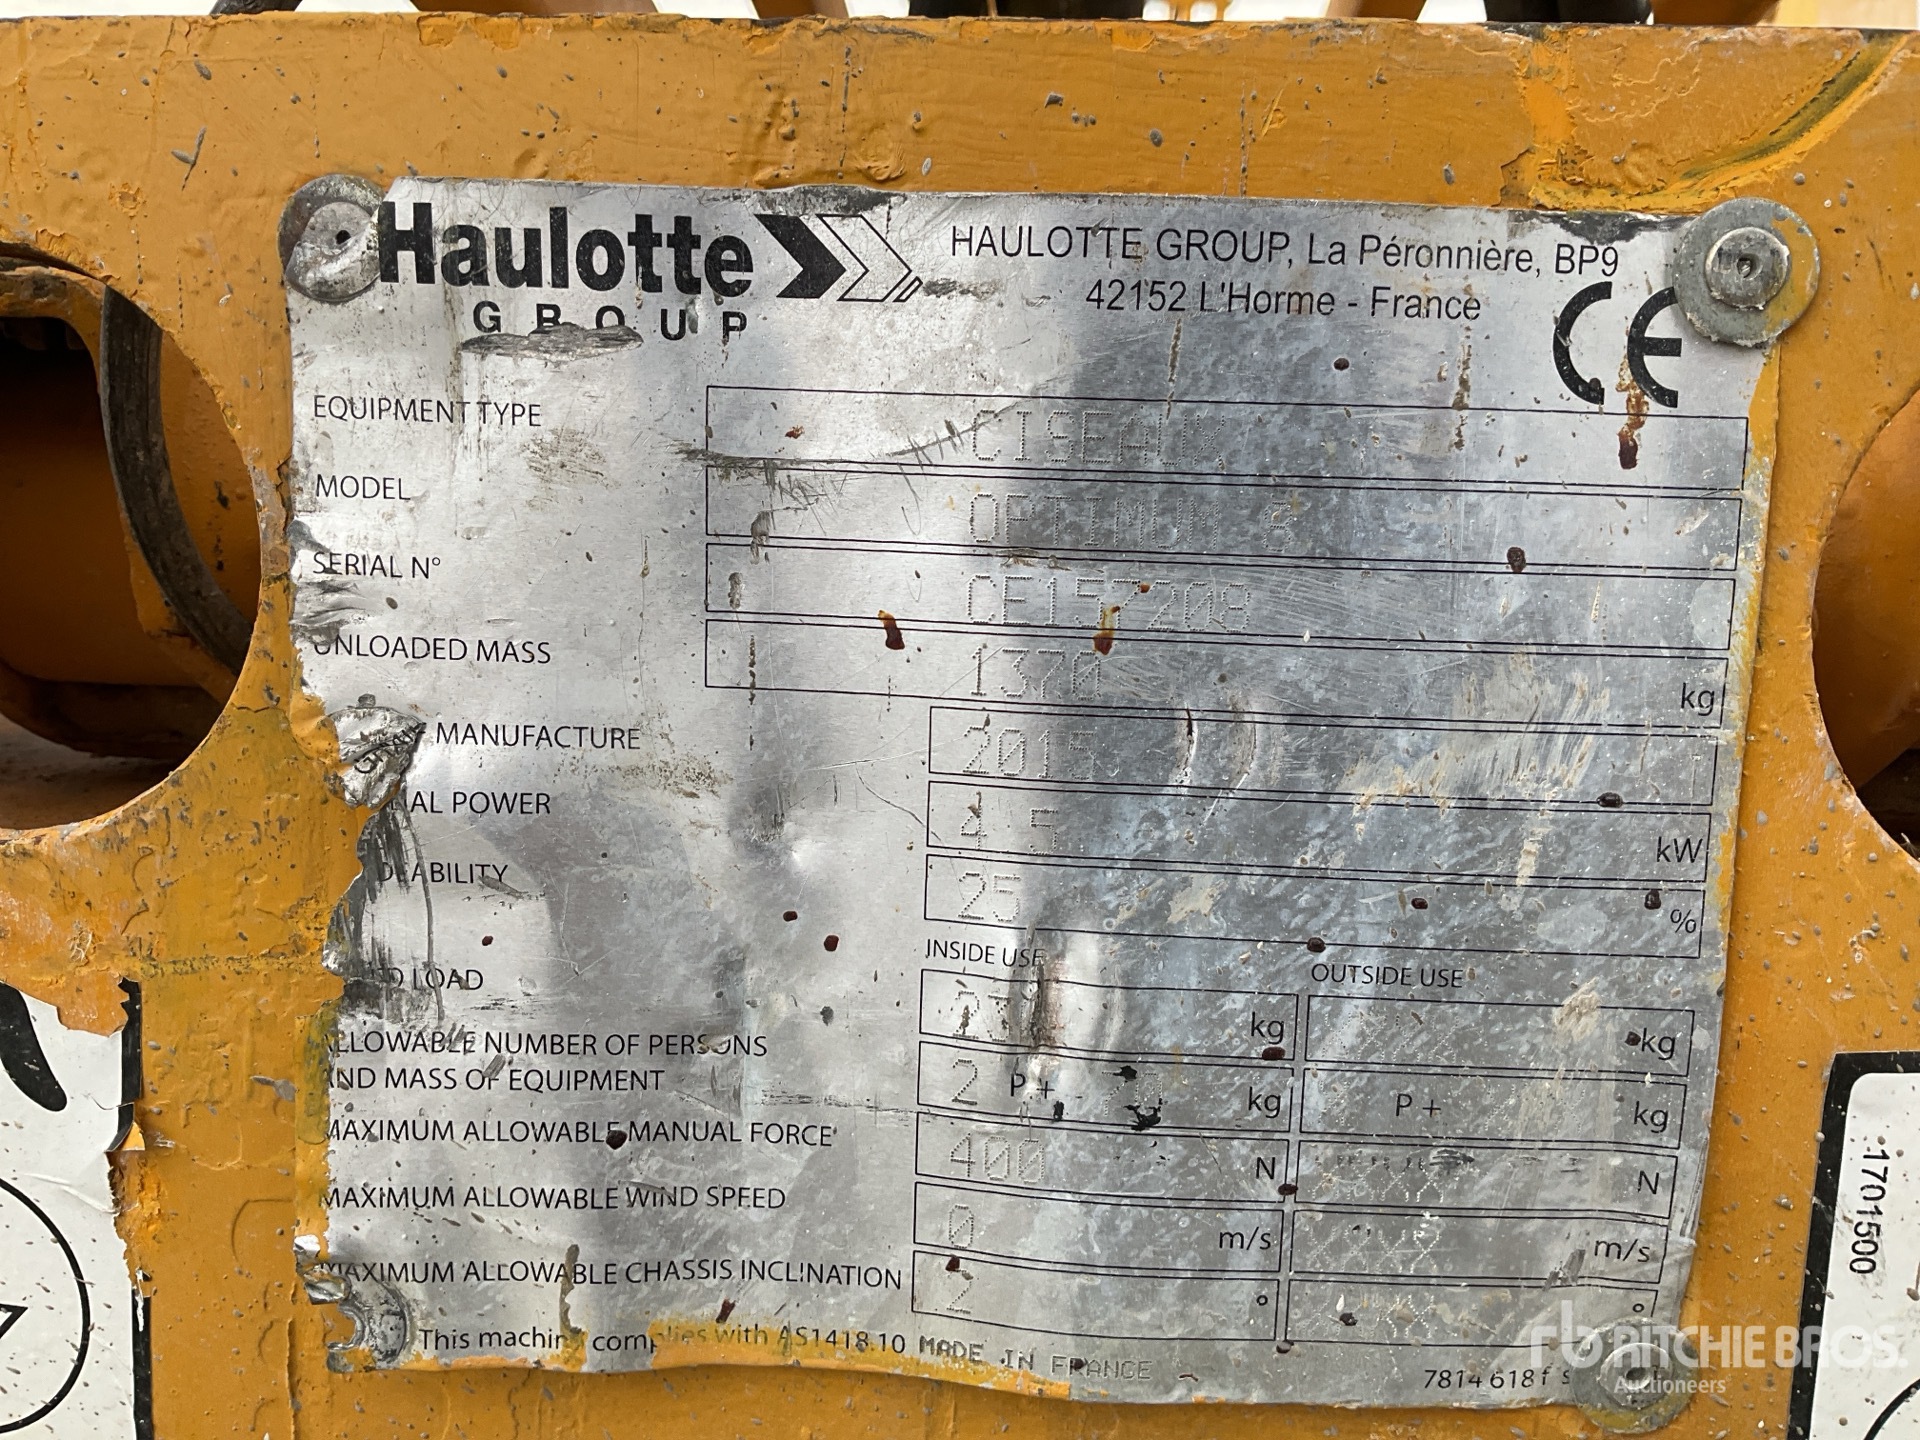 Haulotte
GROUP
HAULOTTE GROUP, La Péronnière, BP9
42152 L'Horme - France
CE
EQUIPMENT TYPE CISEAUX
MODEL OPTIMUM 8
SERIAL N° CE157208
UNLOADED MASS 1370 kg
MANUFACTURE 2015
POWER 4 5 kW
25 %
INSIDE USE OUTSIDE USE
LOAD kg kg
ALLOWABLE NUMBER OF PERSONS
AND MASS OF EQUIPMENT 2 P + kg P + kg
MAXIMUM ALLOWABLE MANUAL FORCE 400 N N
MAXIMUM ALLOWABLE WIND SPEED 0 m/s m/s
MAXIMUM ALLOWABLE CHASSIS INCLINATION 2 ° °
This machine complies with AS1418.10 MADE IN FRANCE
7814 618 f
1701500
rb RITCHIE BROS.
Auctioneers